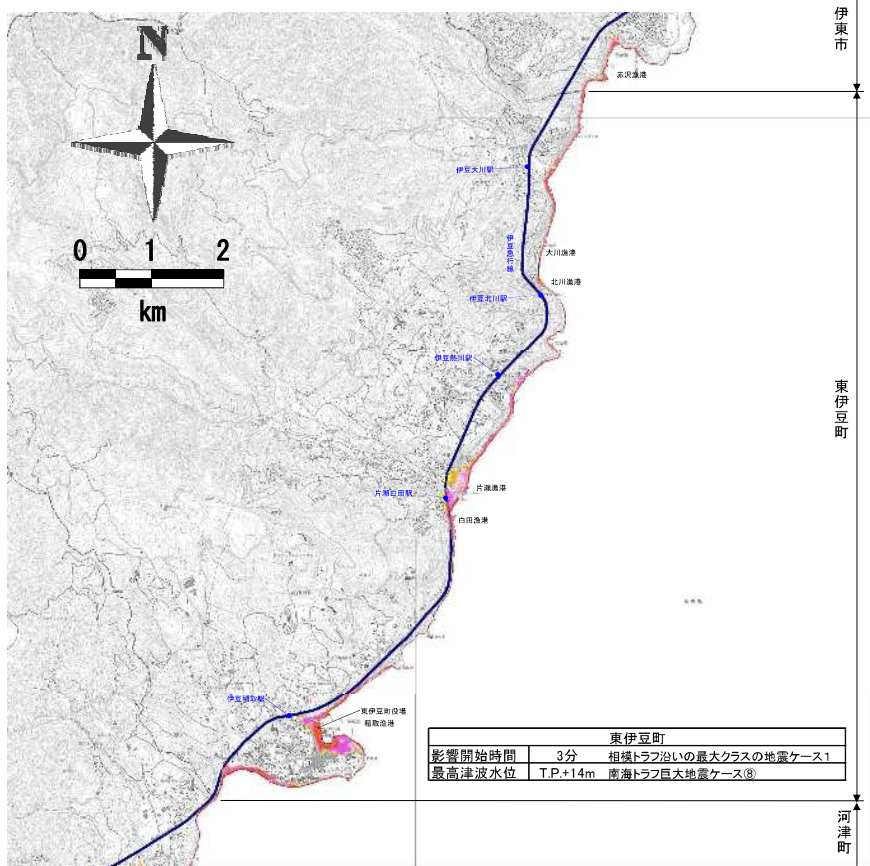 伊東市
N
赤沢漁港
伊豆大川駅
0 1 2
km
伊豆急行線
大川漁港
北川漁港
伊豆北川駅
伊豆熱川駅
東伊豆町
片瀬漁港
片瀬白田駅
白田漁港
伊豆稲取駅
東伊豆町役場
稲取漁港
東伊豆町
影響開始時間 3分 相模トラフ沿いの最大クラスの地震ケース1
最高津波水位 T.P.+14m 南海トラフ巨大地震ケース⑧
河津町